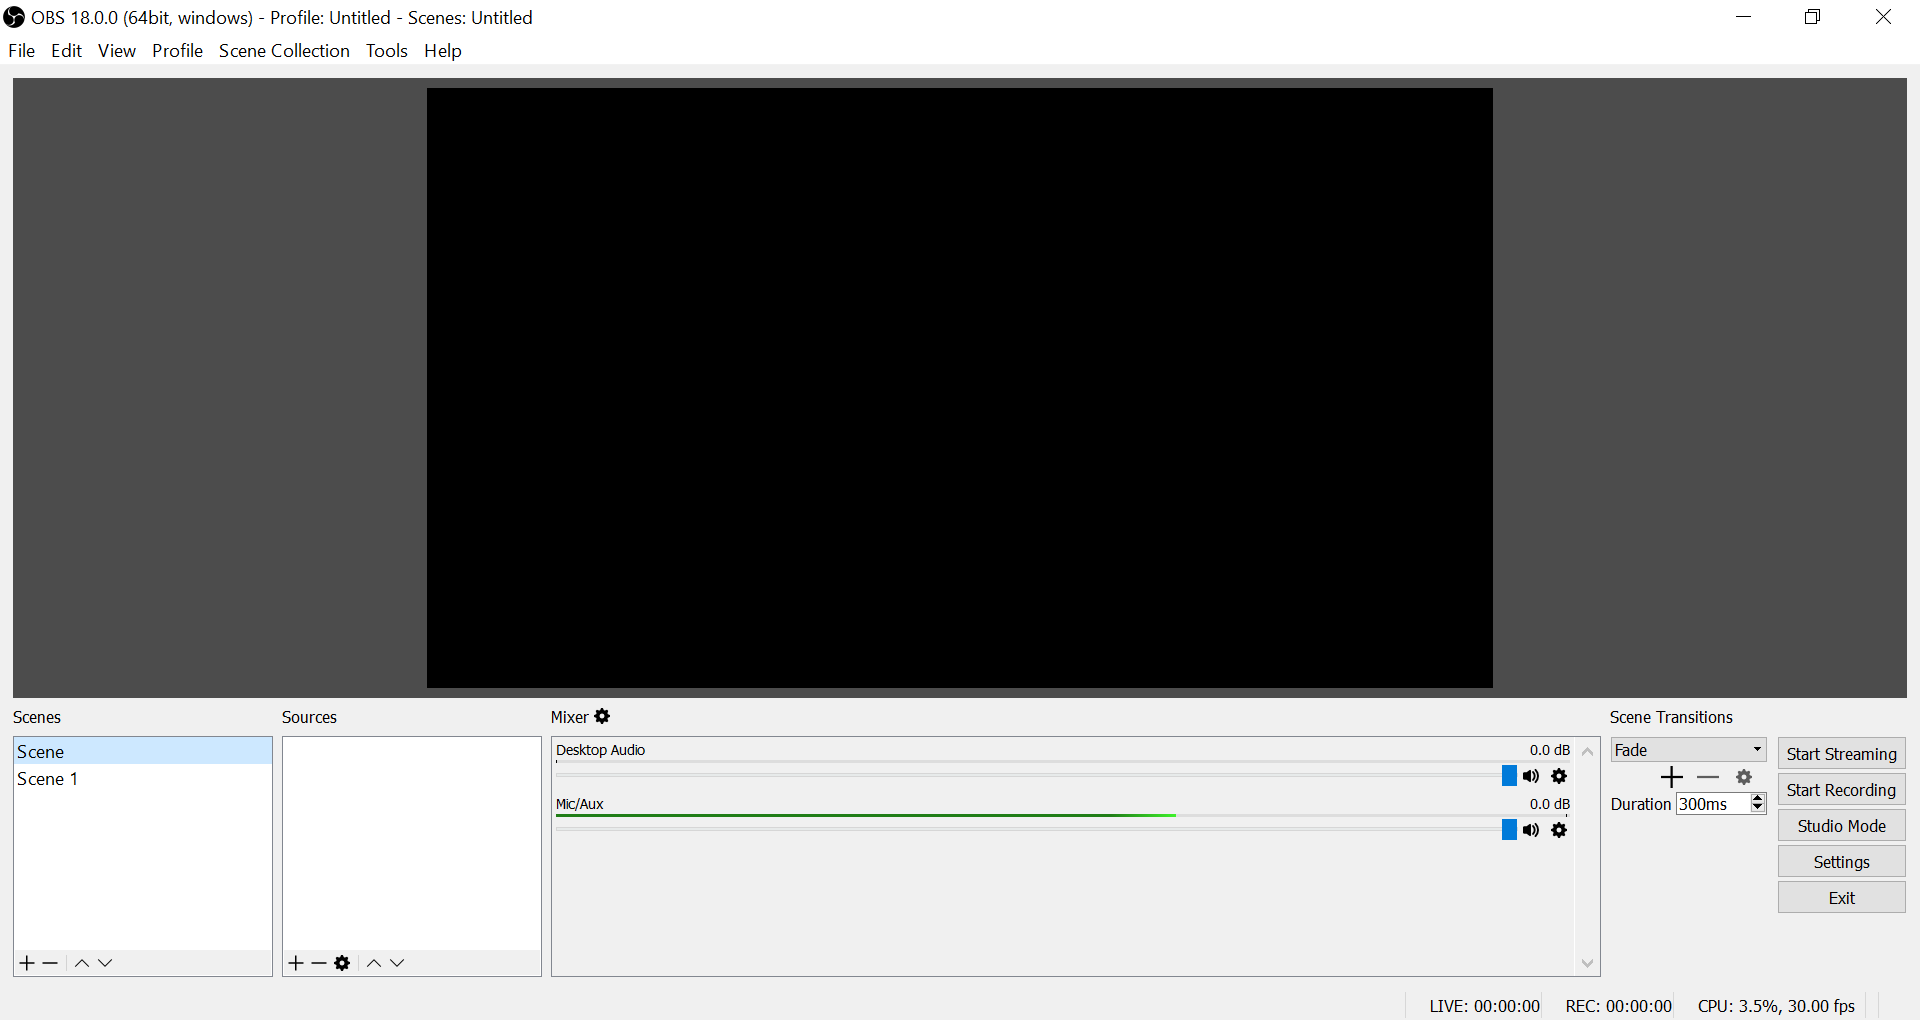 OBS 18.0.0 (64bit, windows) - Profile: Untitled - Scenes: Untitled
File Edit View Profile Scene Collection Tools Help
Scenes
Scene
Scene 1
Sources
Mixer
Desktop Audio 0.0 dB
Mic/Aux 0.0 dB
Scene Transitions
Fade
Duration 300ms
Start Streaming
Start Recording
Studio Mode
Settings
Exit
LIVE: 00:00:00 REC: 00:00:00 CPU: 3.5%, 30.00 fps